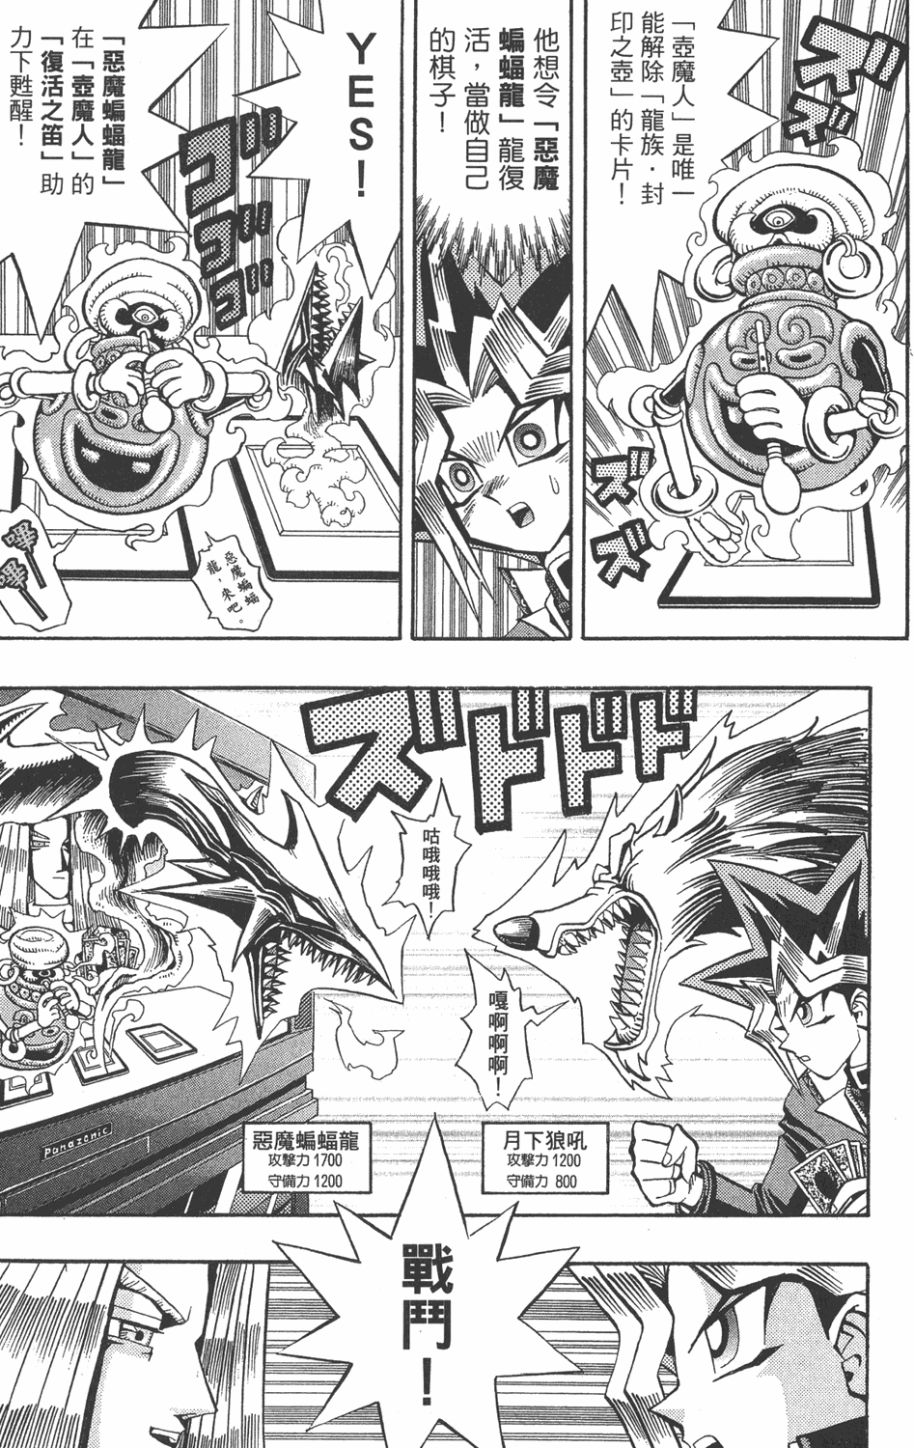 「壺魔人」是唯一
能解除「龍族·封
印之壺」的卡片！
ズズズ
ズズ
他想令「惡魔
蝙蝠龍」龍復
活，當做自己
的棋子！
YES！
ゴゴゴ
「惡魔蝙蝠龍」
在「壺魔人」的
「復活之笛」助
力下甦醒！
惡魔蝙蝠
龍，來吧。
嗶
嗶
ズドドド
咕哦哦哦！
嘎啊啊啊！
Panazonic
月下狼吼
攻擊力 1200
守備力 800
惡魔蝙蝠龍
攻擊力 1700
守備力 1200
戰鬥！